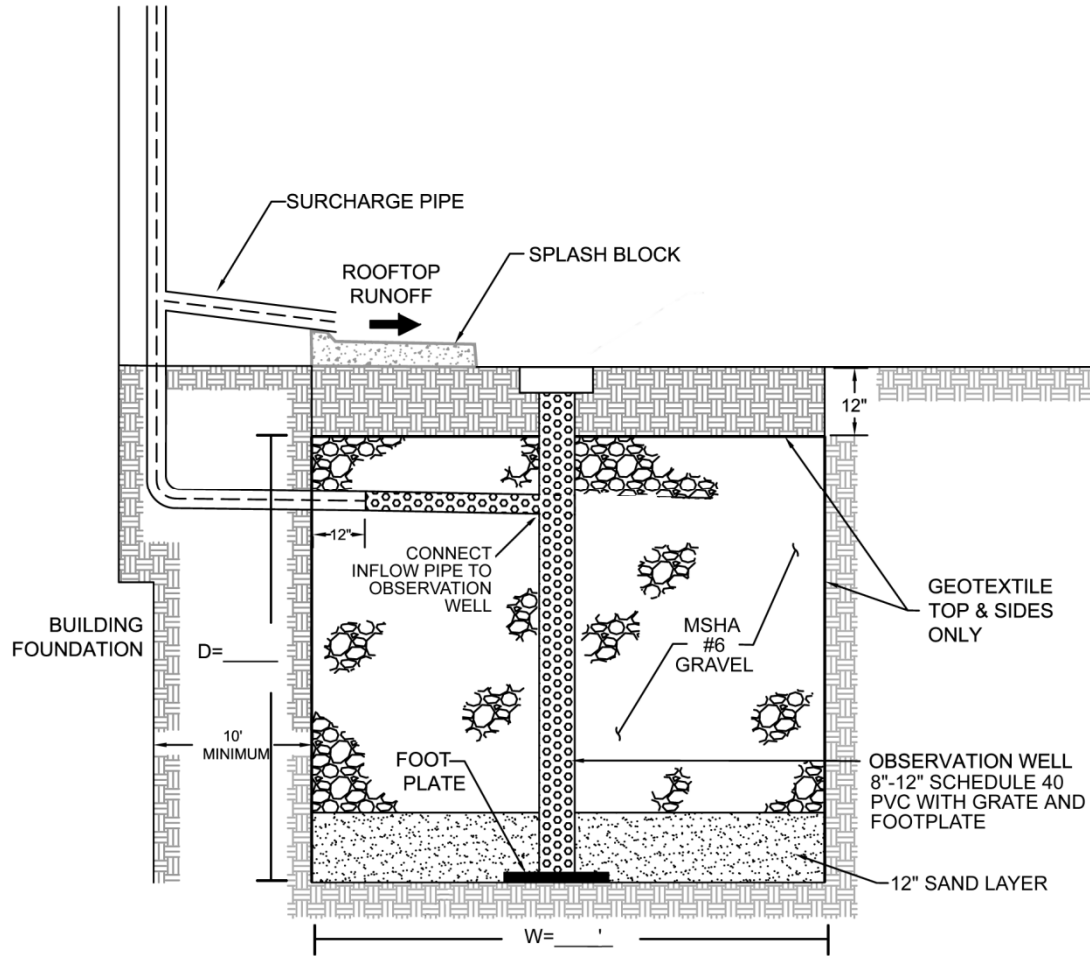 SURCHARGE PIPE
SPLASH BLOCK
ROOFTOP
RUNOFF
12"
12"
CONNECT
INFLOW PIPE TO
OBSERVATION
WELL
GEOTEXTILE
TOP & SIDES
ONLY
BUILDING
FOUNDATION
D=____
MSHA
#6
GRAVEL
10'
MINIMUM
FOOT
PLATE
OBSERVATION WELL
8"-12" SCHEDULE 40
PVC WITH GRATE AND
FOOTPLATE
12" SAND LAYER
W=____'